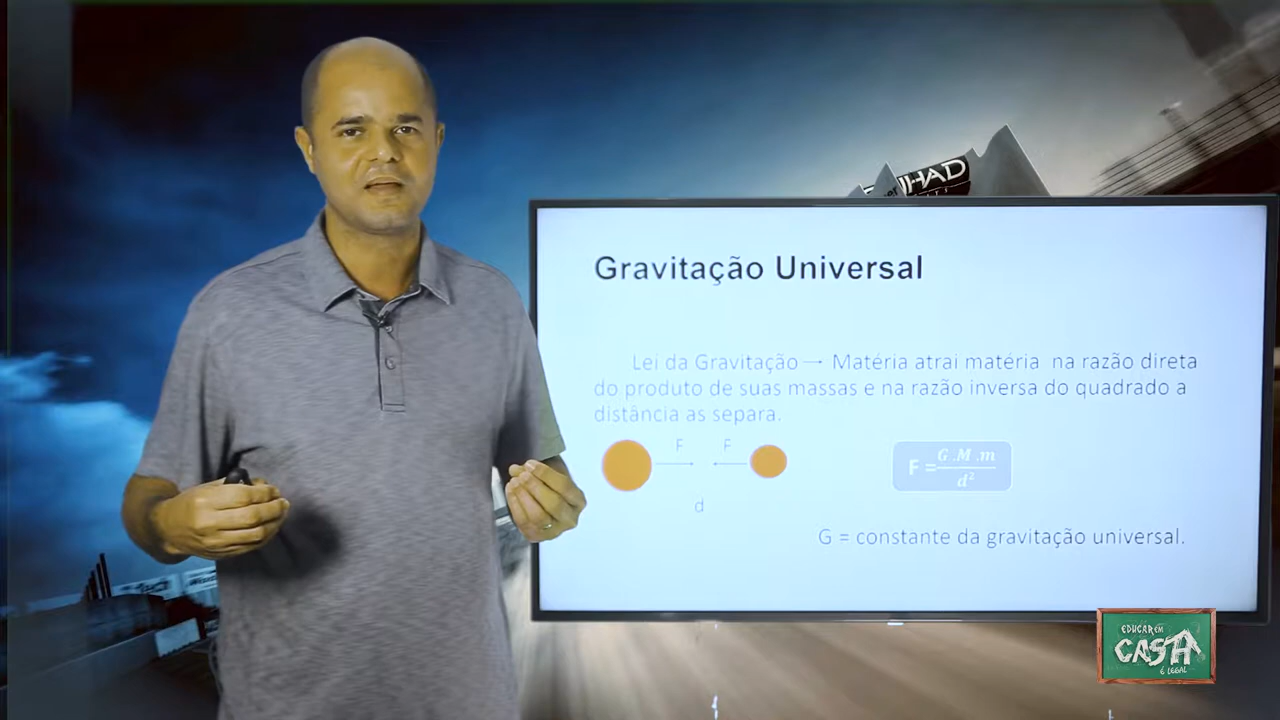 IHAD
Gravitação Universal
Lei da Gravitação → Matéria atrai matéria na razão direta
do produto de suas massas e na razão inversa do quadrado a
distância as separa.
F F
d
F = G .M .m / d²
G = constante da gravitação universal.
EDUCAR EM
CASA
É LEGAL